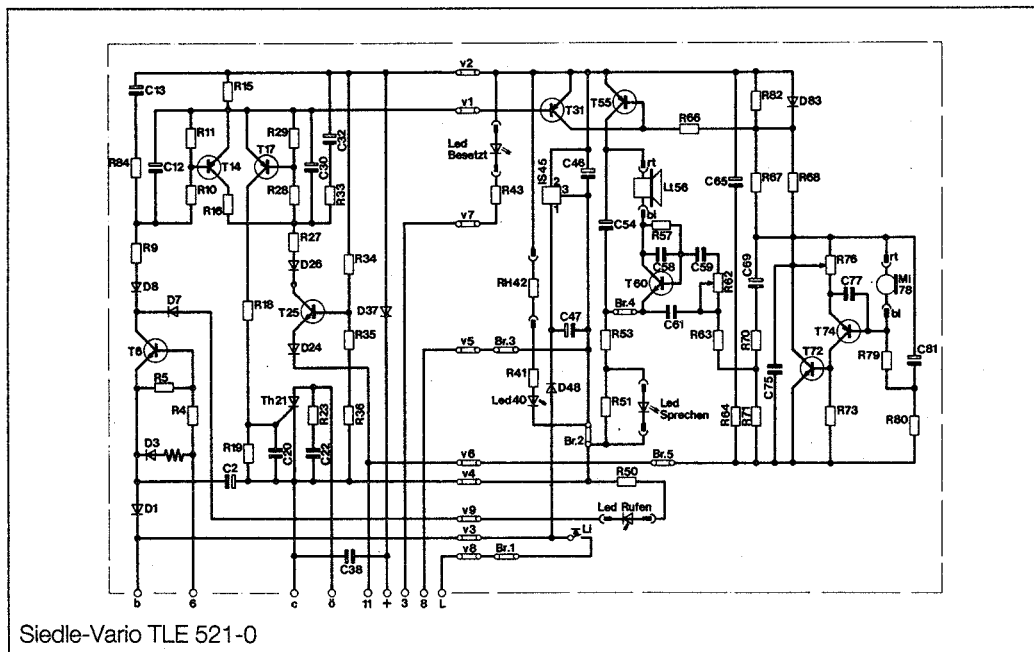 v2
C13
R15
R82
D83
v1
T31
T55
R11
R29
C32
R66
T17
Led
Besetzt
R84
C12
T14
C30
IS45
2
3
1
C46
rt
Lt56
C65
R67
R68
R10
R28
R33
R43
R16
v7
bl
R57
C54
R27
R9
C58
C59
C69
R76
rt
D26
R34
T60
R62
C77
Mi
78
D8
D7
RH42
R18
D37
Br.4
T74
bl
T25
C61
C47
R35
R53
R63
R70
T6
v5
Br.3
T72
R79
C81
D24
C75
R5
R41
D48
R4
Th21
R23
Led40
R51
Led
Sprechen
R36
R64
R71
R73
R80
D3
R19
C20
C22
Br.2
C2
v6
Br.5
v4
R50
D1
v9
Led Rufen
v3
Li
v8
Br.1
C38
b
6
c
ö
11
+
3
8
L
Siedle-Vario TLE 521-0